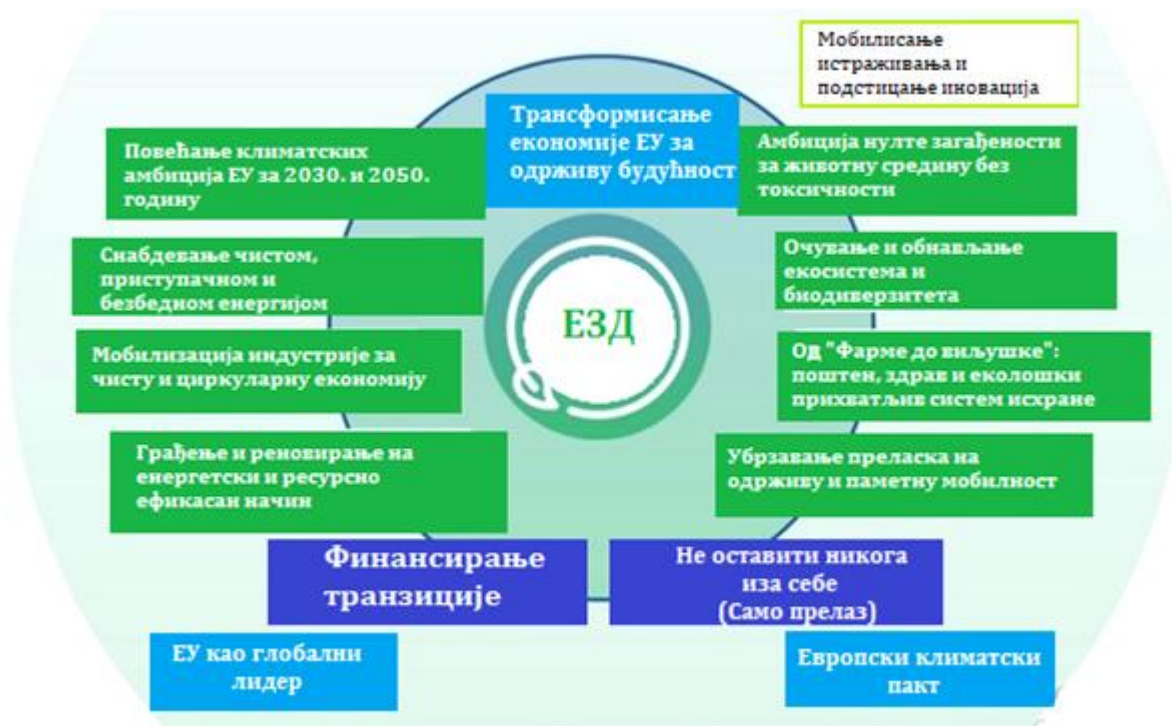 Мобилисање
истраживања и
подстицање иновација
Трансформисање
економије ЕУ за
одрживу будућност
Повећање климатских
амбиција ЕУ за 2030. и 2050.
годину
Амбиција нулте загађености
за животну средину без
токсичности
Снабдевање чистом,
приступачном и
безбедном енергијом
Очување и обнављање
екосистема и
биодиверзитета
ЕЗД
Мобилизација индустрије за
чисту и циркуларну економију
Од "Фарме до виљушке":
поштен, здрав и еколошки
прихватљив систем исхране
Грађење и реновирање на
енергетски и ресурсно
ефикасан начин
Убрзавање преласка на
одрживу и паметну мобилност
Финансирање
транзиције
Не оставити никога
иза себе
(Само прелаз)
ЕУ као глобални
лидер
Европски климатски
пакт